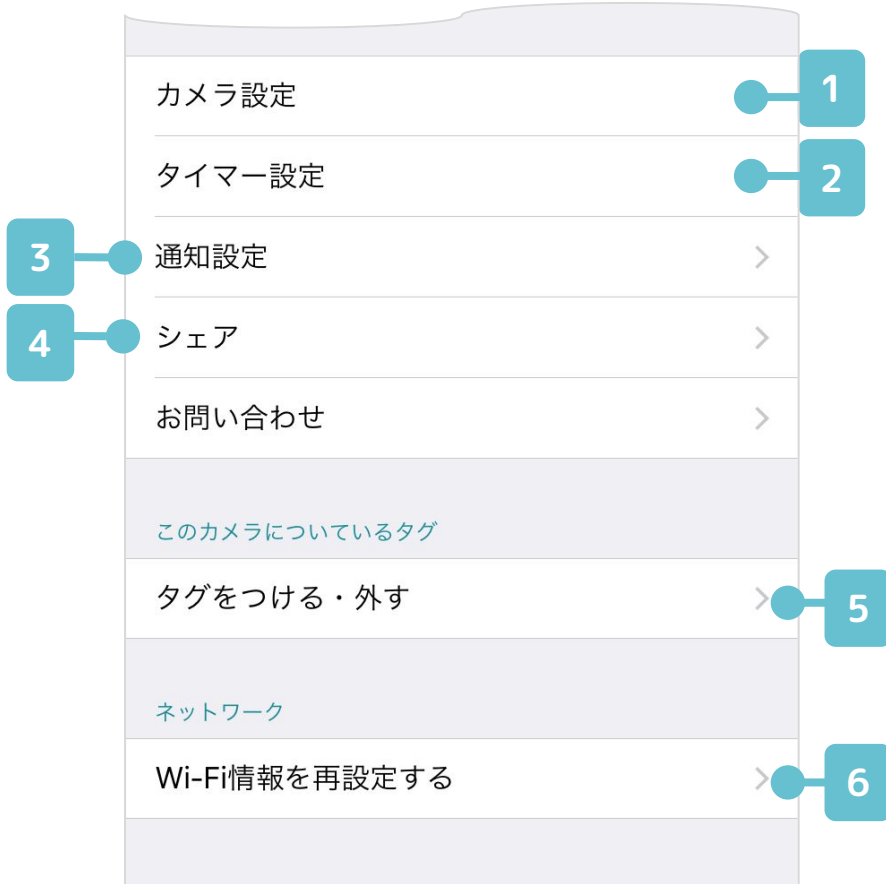 カメラ設定
1
タイマー設定
2
3
通知設定
4
シェア
お問い合わせ
このカメラについているタグ
タグをつける・外す
5
ネットワーク
Wi-Fi情報を再設定する
6